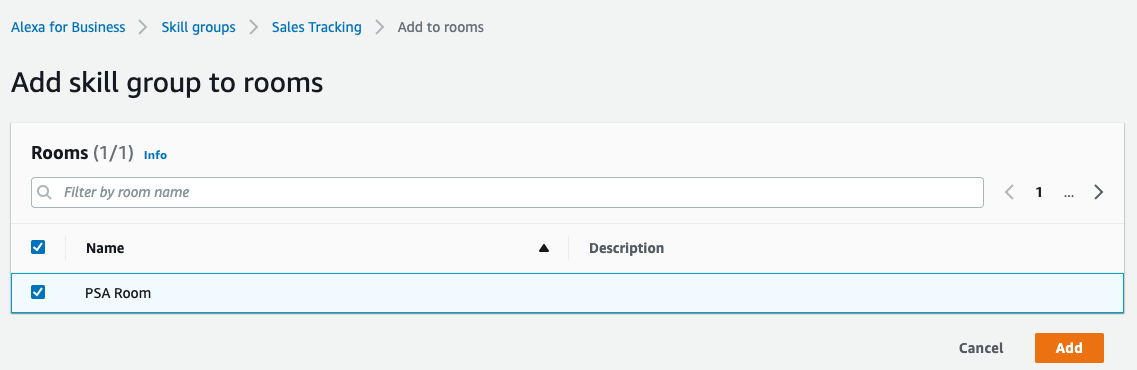 Alexa for Business > Skill groups > Sales Tracking > Add to rooms
Add skill group to rooms
Rooms (1/1) Info
Filter by room name < 1 ... >
Name Description
PSA Room
Cancel Add